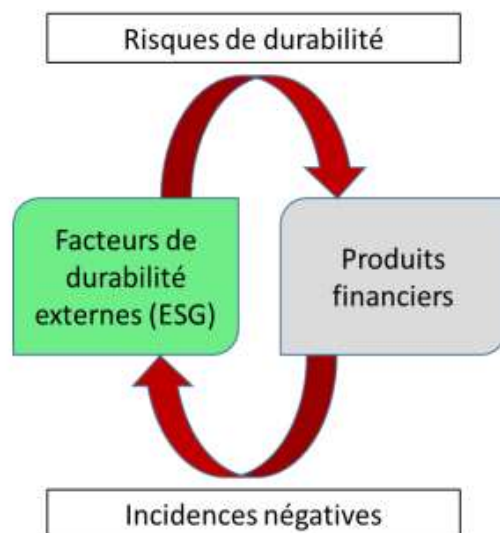 Risques de durabilité
Facteurs de
durabilité
externes (ESG)
Produits
financiers
Incidences négatives